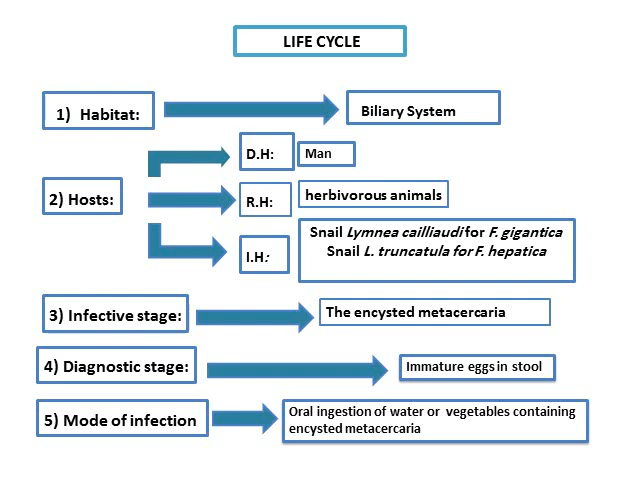 LIFE CYCLE
1) Habitat:
Biliary System
2) Hosts:
D.H:
Man
R.H:
herbivorous animals
I.H:
Snail Lymnea cailliaudi for F. gigantica
Snail L. truncatula for F. hepatica
3) Infective stage:
The encysted metacercaria
4) Diagnostic stage:
Immature eggs in stool
5) Mode of infection
Oral ingestion of water or vegetables containing
encysted metacercaria